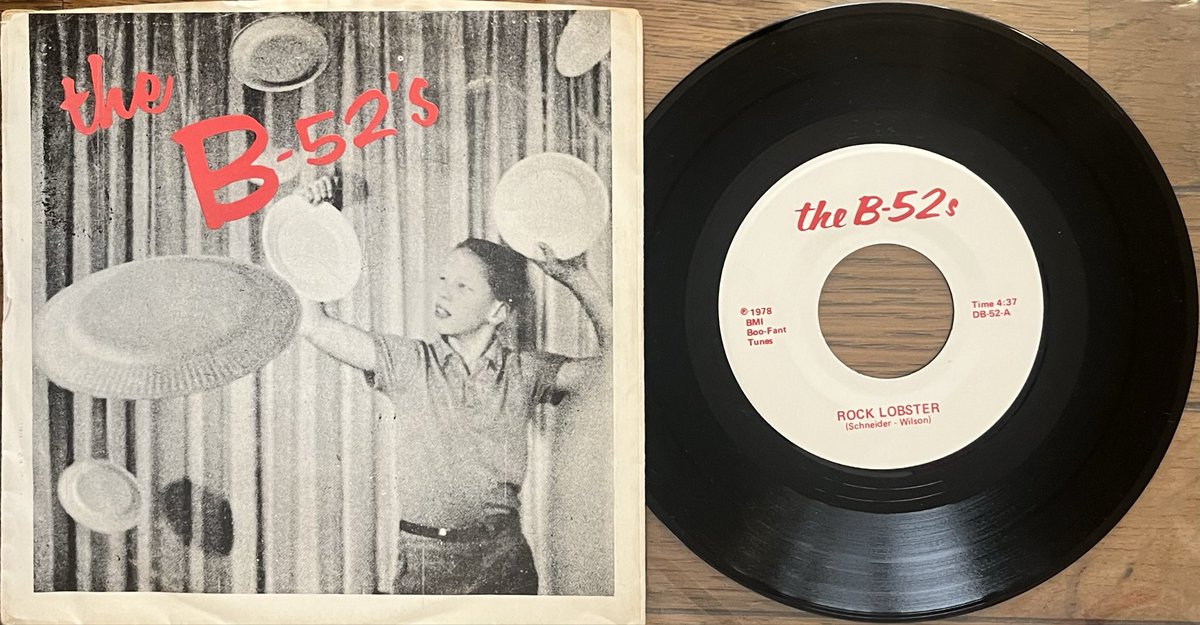 the
B-52's
the B-52s
℗ 1978
BMI
Boo-Fant
Tunes
Time 4:37
DB-52-A
ROCK LOBSTER
(Schneider - Wilson)